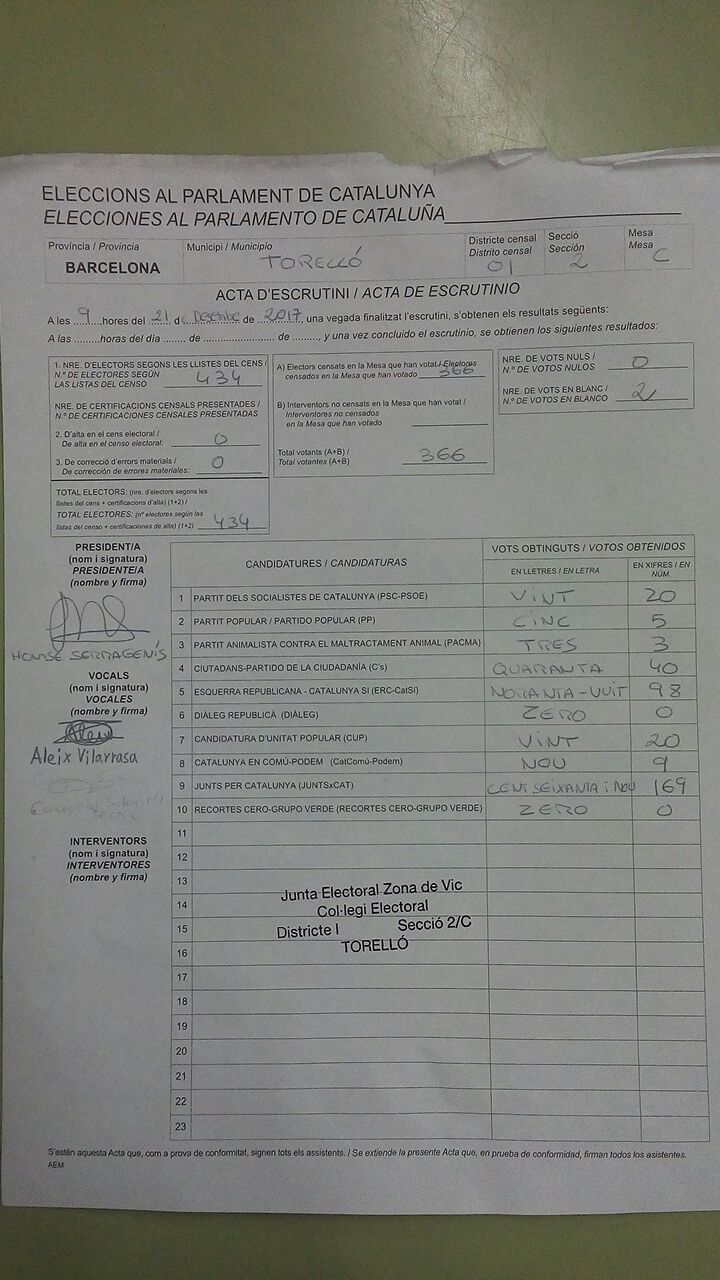 ELECCIONS AL PARLAMENT DE CATALUNYA
ELECCIONES AL PARLAMENTO DE CATALUÑA
Província / Provincia
BARCELONA
Municipi / Municipio
TORELLÓ
Districte censal
Distrito censal
01
Secció
Sección
2
Mesa
Mesa
C
ACTA D'ESCRUTINI / ACTA DE ESCRUTINIO
A les 9 hores del 21 de Desembre de 2017, una vegada finalitzat l'escrutini, s'obtenen els resultats següents:
A las .........horas del día ....... de ....................... de ........., y una vez concluido el escrutinio, se obtienen los siguientes resultados:
1. NRE. D'ELECTORS SEGONS LES LLISTES DEL CENS /
N.º DE ELECTORES SEGÚN
LAS LISTAS DEL CENSO 434
NRE. DE CERTIFICACIONS CENSALS PRESENTADES /
N.º DE CERTIFICACIONES CENSALES PRESENTADAS
2. D'alta en el cens electoral /
De alta en el censo electoral: 0
3. De correcció d'errors materials /
De corrección de errores materiales: 0
TOTAL ELECTORS: (nre. d'electors segons les
llistes del cens + certificacions d'alta) (1+2) /
TOTAL ELECTORES: (nº electores según las
listas del censo + certificaciones de alta) (1+2) 434
A) Electors censats en la Mesa que han votat / Electores
censados en la Mesa que han votado 366
B) Interventors no censats en la Mesa que han votat /
Interventores no censados
en la Mesa que han votado
Total votants (A+B) /
Total votantes (A+B) 366
NRE. DE VOTS NULS /
N.º DE VOTOS NULOS 0
NRE. DE VOTS EN BLANC /
N.º DE VOTOS EN BLANCO 2
PRESIDENT/A
(nom i signatura)
PRESIDENTE/A
(nombre y firma)
MONTSE SERRAGENÍS
VOCALS
(nom i signatura)
VOCALES
(nombre y firma)
Aleix Vilarrasa
INTERVENTORS
(nom i signatura)
INTERVENTORES
(nombre y firma)
CANDIDATURES / CANDIDATURAS
VOTS OBTINGUTS / VOTOS OBTENIDOS
EN LLETRES / EN LETRA
EN XIFRES / EN NÚM.
1 PARTIT DELS SOCIALISTES DE CATALUNYA (PSC-PSOE) VINT 20
2 PARTIT POPULAR / PARTIDO POPULAR (PP) CINC 5
3 PARTIT ANIMALISTA CONTRA EL MALTRACTAMENT ANIMAL (PACMA) TRES 3
4 CIUTADANS-PARTIDO DE LA CIUDADANÍA (C's) QUARANTA 40
5 ESQUERRA REPUBLICANA - CATALUNYA SI (ERC-CatSí) NORANTA-VUIT 98
6 DIÀLEG REPUBLICÀ (DIÀLEG) ZERO 0
7 CANDIDATURA D'UNITAT POPULAR (CUP) VINT 20
8 CATALUNYA EN COMÚ-PODEM (CatComú-Podem) NOU 9
9 JUNTS PER CATALUNYA (JUNTSxCAT) CENT SEIXANTA i NOU 169
10 RECORTES CERO-GRUPO VERDE (RECORTES CERO-GRUPO VERDE) ZERO 0
11
12
13
14
15
16
17
18
19
20
21
22
23
Junta Electoral Zona de Vic
Col·legi Electoral
Districte I Secció 2/C
TORELLÓ
S'estén aquesta Acta que, com a prova de conformitat, signen tots els assistents. / Se extiende la presente Acta que, en prueba de conformidad, firman todos los asistentes.
AEM